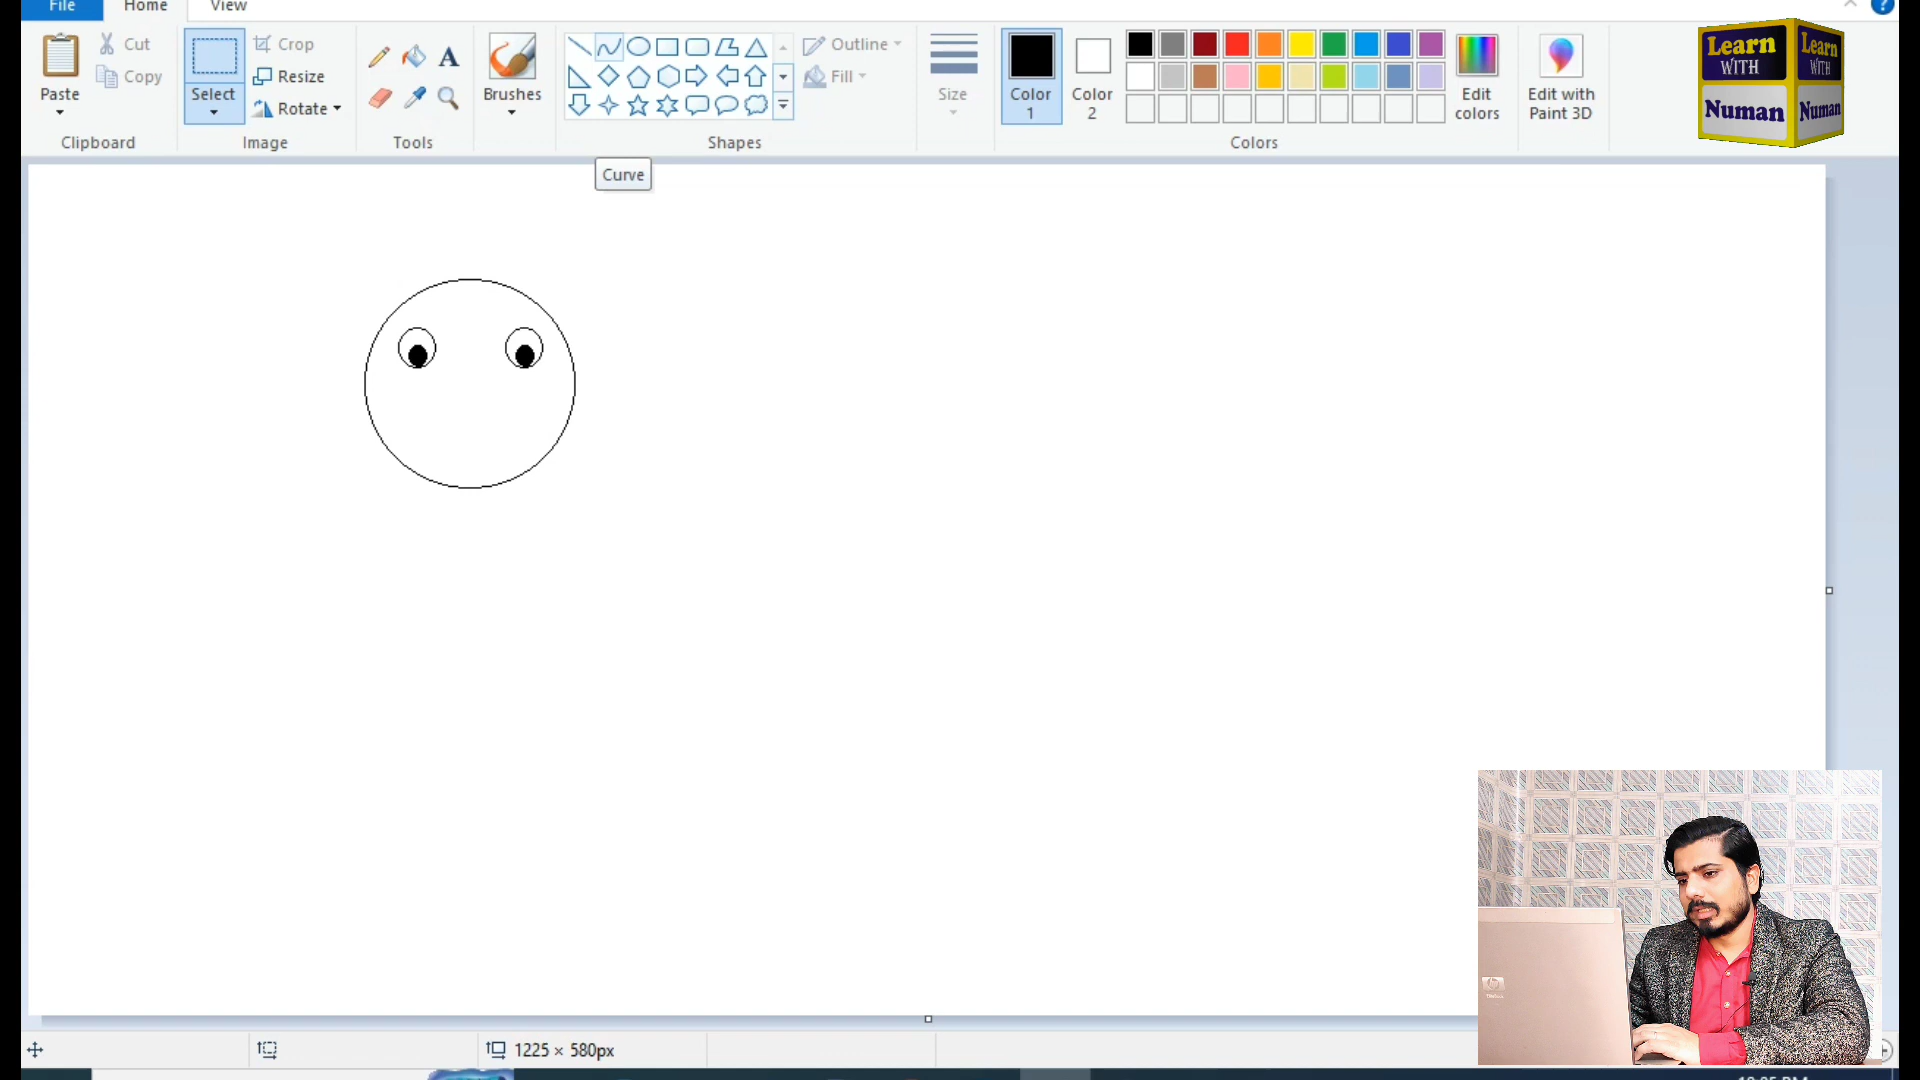 File Home View
Cut
Copy
Paste
Clipboard
Select
Crop
Resize
Rotate
Image
A
Tools
Brushes
Shapes
Outline
Fill
Size
Color
1
Color
2
Colors
Edit
colors
Edit with
Paint 3D
?
Learn
WITH
Numan
Learn
WITH
Numan
Curve
hp
1225 × 580px